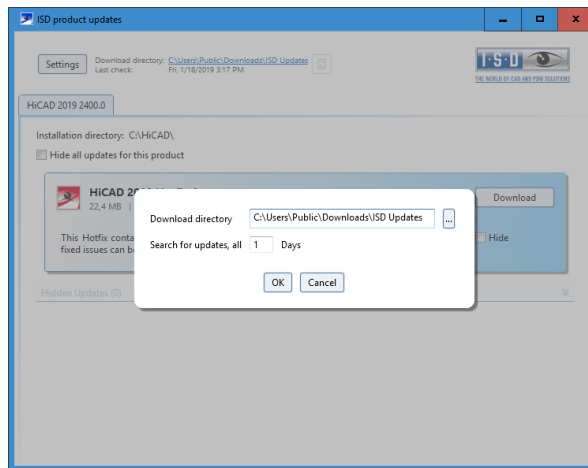 ISD product updates
Settings
Download directory: C:\Users\Public\Downloads\ISD Updates
Last check: Fri, 1/18/2019 3:17 PM
I·S·D
THE WORLD OF CAD AND PDM SOLUTIONS
HiCAD 2019 2400.0
Installation directory: C:\HiCAD\
Hide all updates for this product
HiCAD
22,4 MB |
Download
This Hotfix
fixed issues can
Hide
Download directory C:\Users\Public\Downloads\ISD Updates ...
Search for updates, all 1 Days
OK Cancel
Hidden Updates (0)